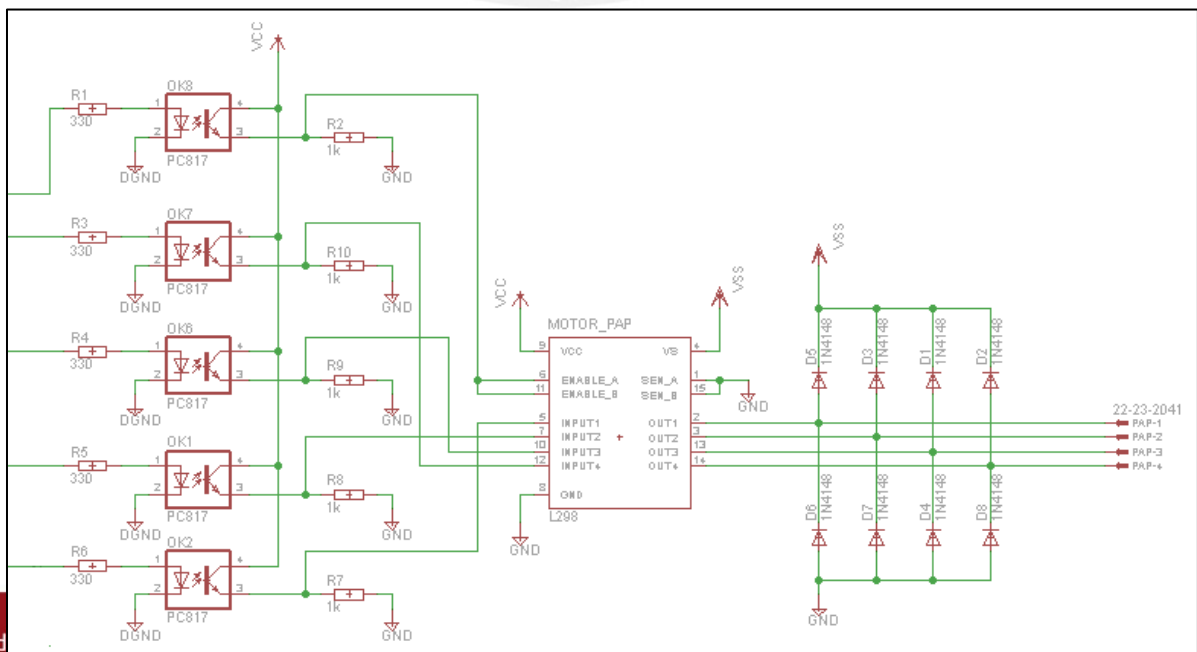 VCC
OK8
R1
330
1
2
4
3
PC817
DGND
R2
1k
GND
OK7
R3
330
1
2
4
3
PC817
DGND
R10
1k
GND
OK6
R4
330
1
2
4
3
PC817
DGND
R9
1k
GND
OK1
R5
330
1
2
4
3
PC817
DGND
R8
1k
GND
OK2
R6
330
1
2
4
3
PC817
DGND
R7
1k
GND
VCC
VSS
MOTOR_PAP
9 VCC VS 4
6 ENABLE_A SEN_A 1
11 ENABLE_B SEN_B 15
GND
5 INPUT1 OUT1 2
7 INPUT2 OUT2 3
10 INPUT3 OUT3 13
12 INPUT4 OUT4 14
8 GND
L298
GND
VSS
D5 1N4148
D3 1N4148
D1 1N4148
D2 1N4148
22-23-2041
PAP-1
PAP-2
PAP-3
PAP-4
D6 1N4148
D7 1N4148
D4 1N4148
D8 1N4148
GND